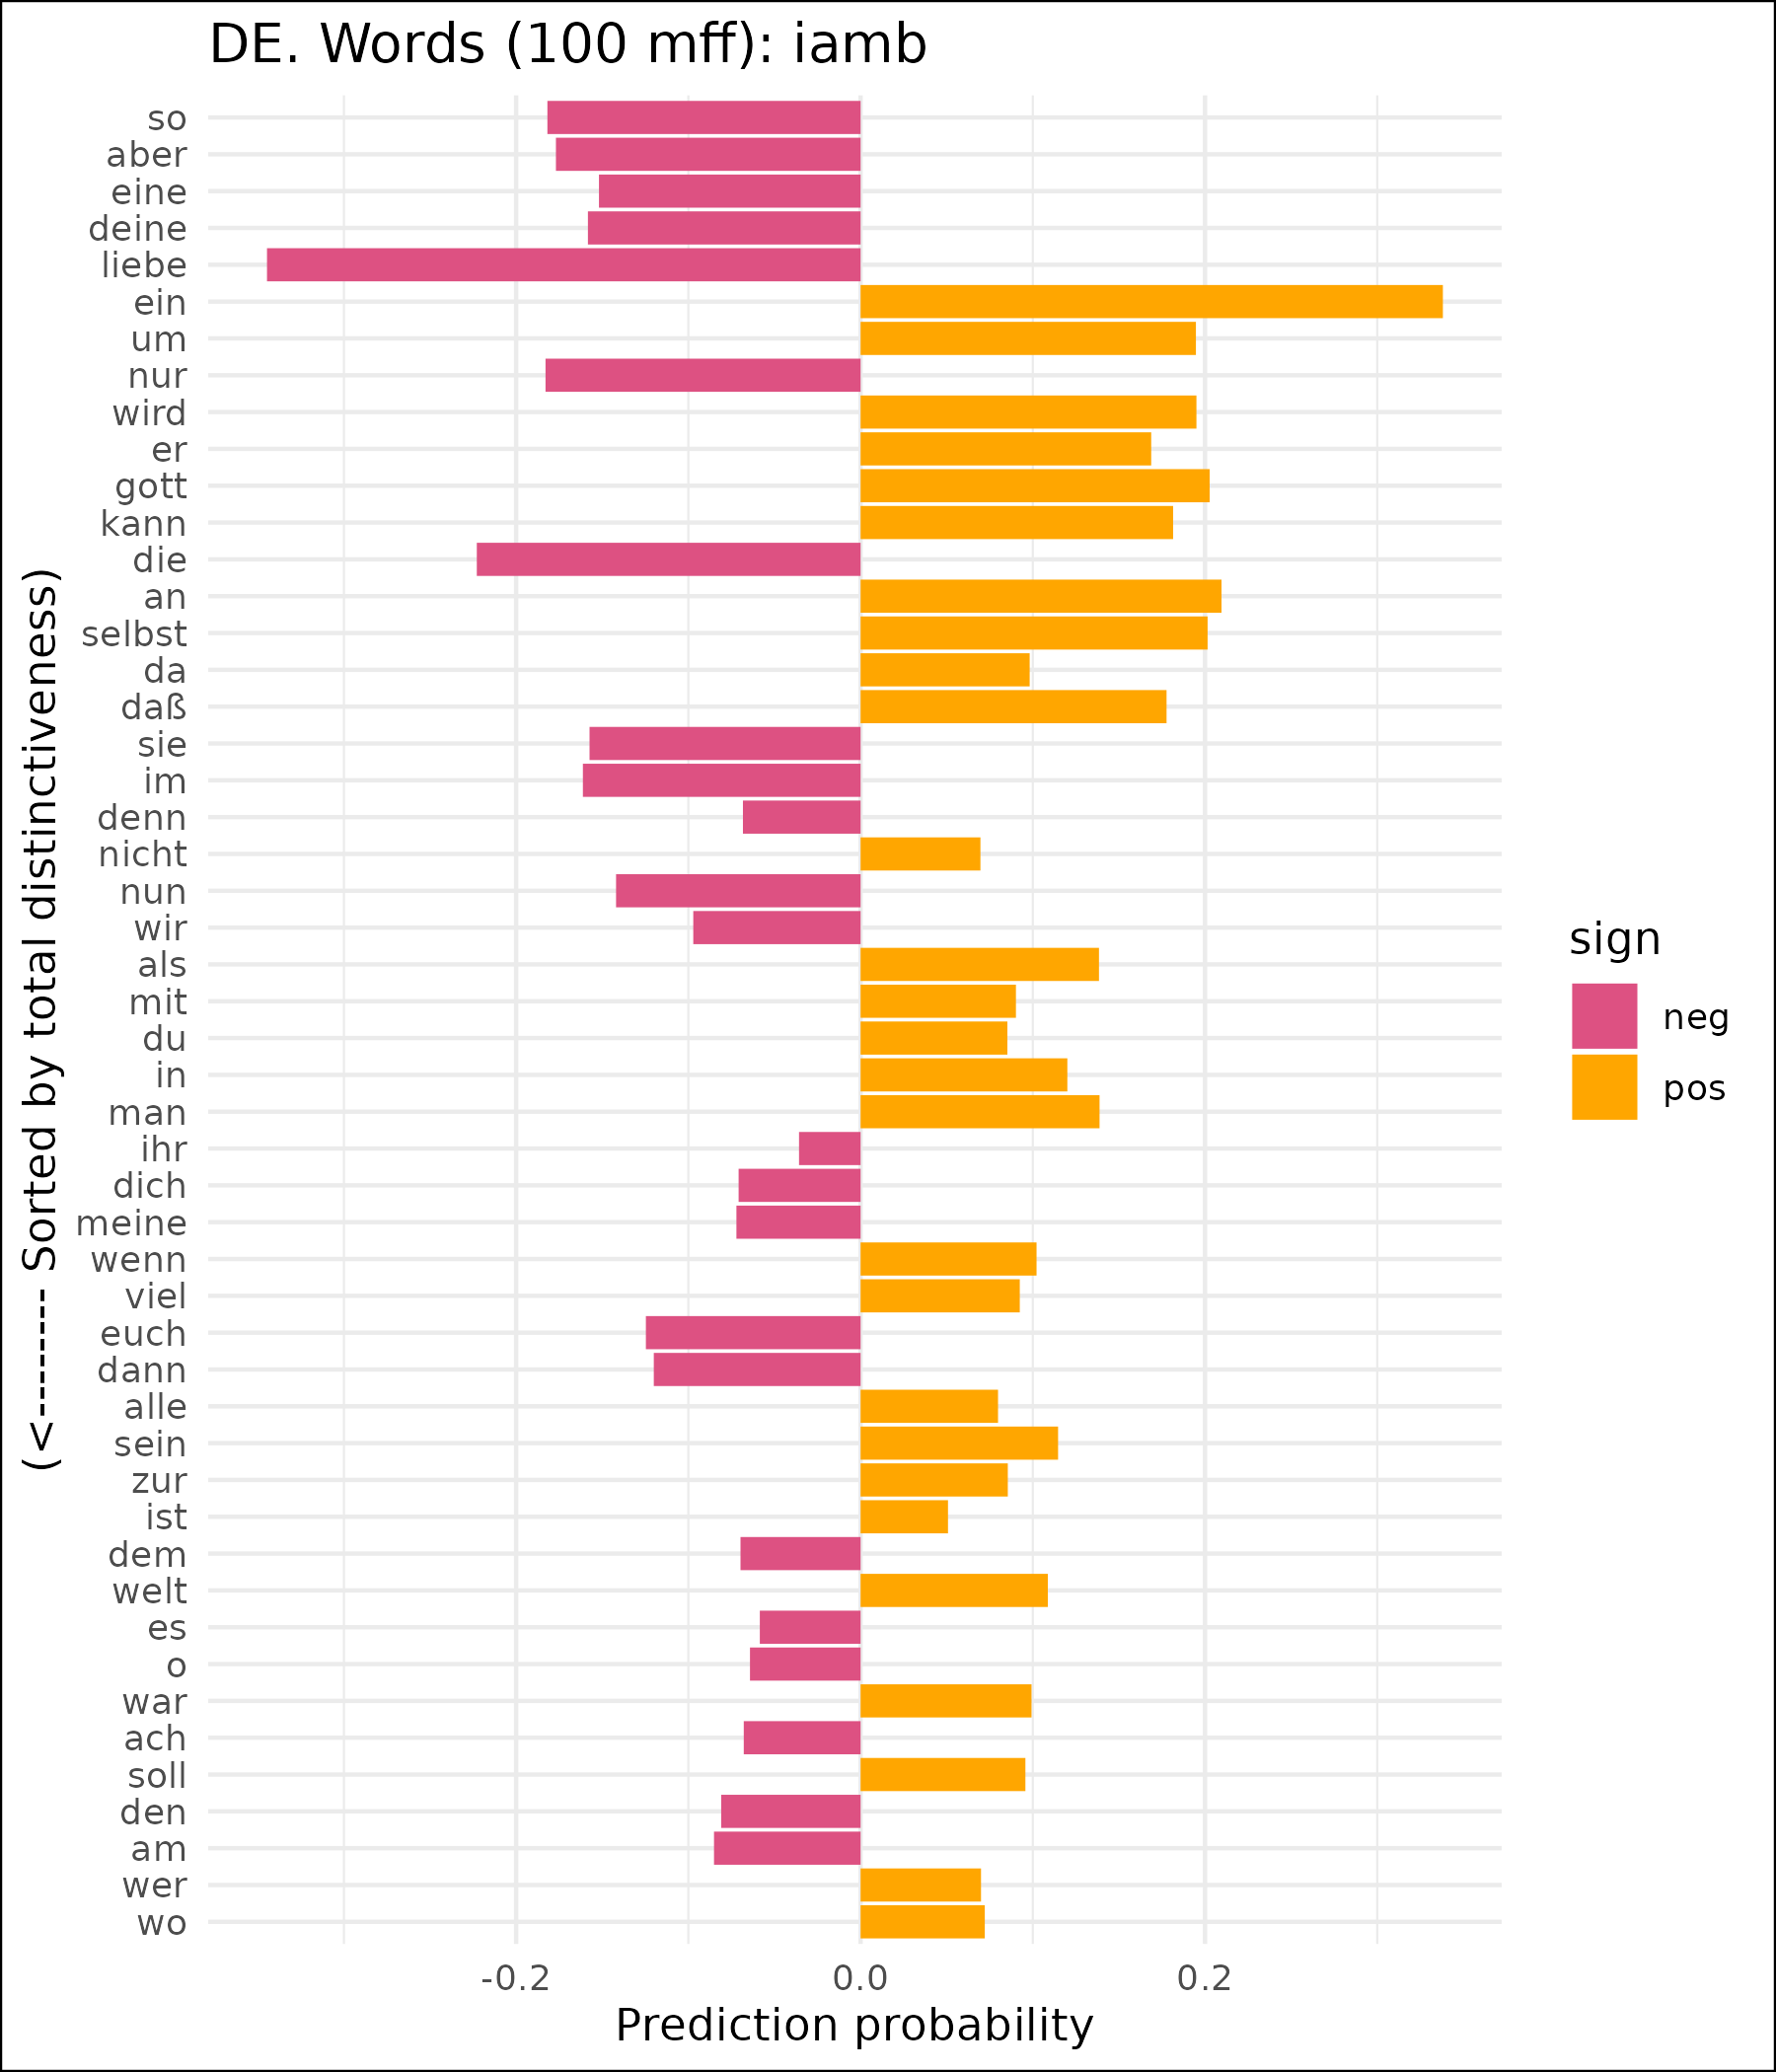 DE. Words (100 mff): iamb
so
aber
eine
deine
liebe
ein
um
nur
wird
er
gott
kann
die
an
selbst
da
daß
sie
im
denn
nicht
nun
wir
als
mit
du
in
man
ihr
dich
meine
wenn
viel
euch
dann
alle
sein
zur
ist
dem
welt
es
o
war
ach
soll
den
am
wer
wo
(<--------- Sorted by total distinctiveness)
-0.2
0.0
0.2
Prediction probability
sign
neg
pos